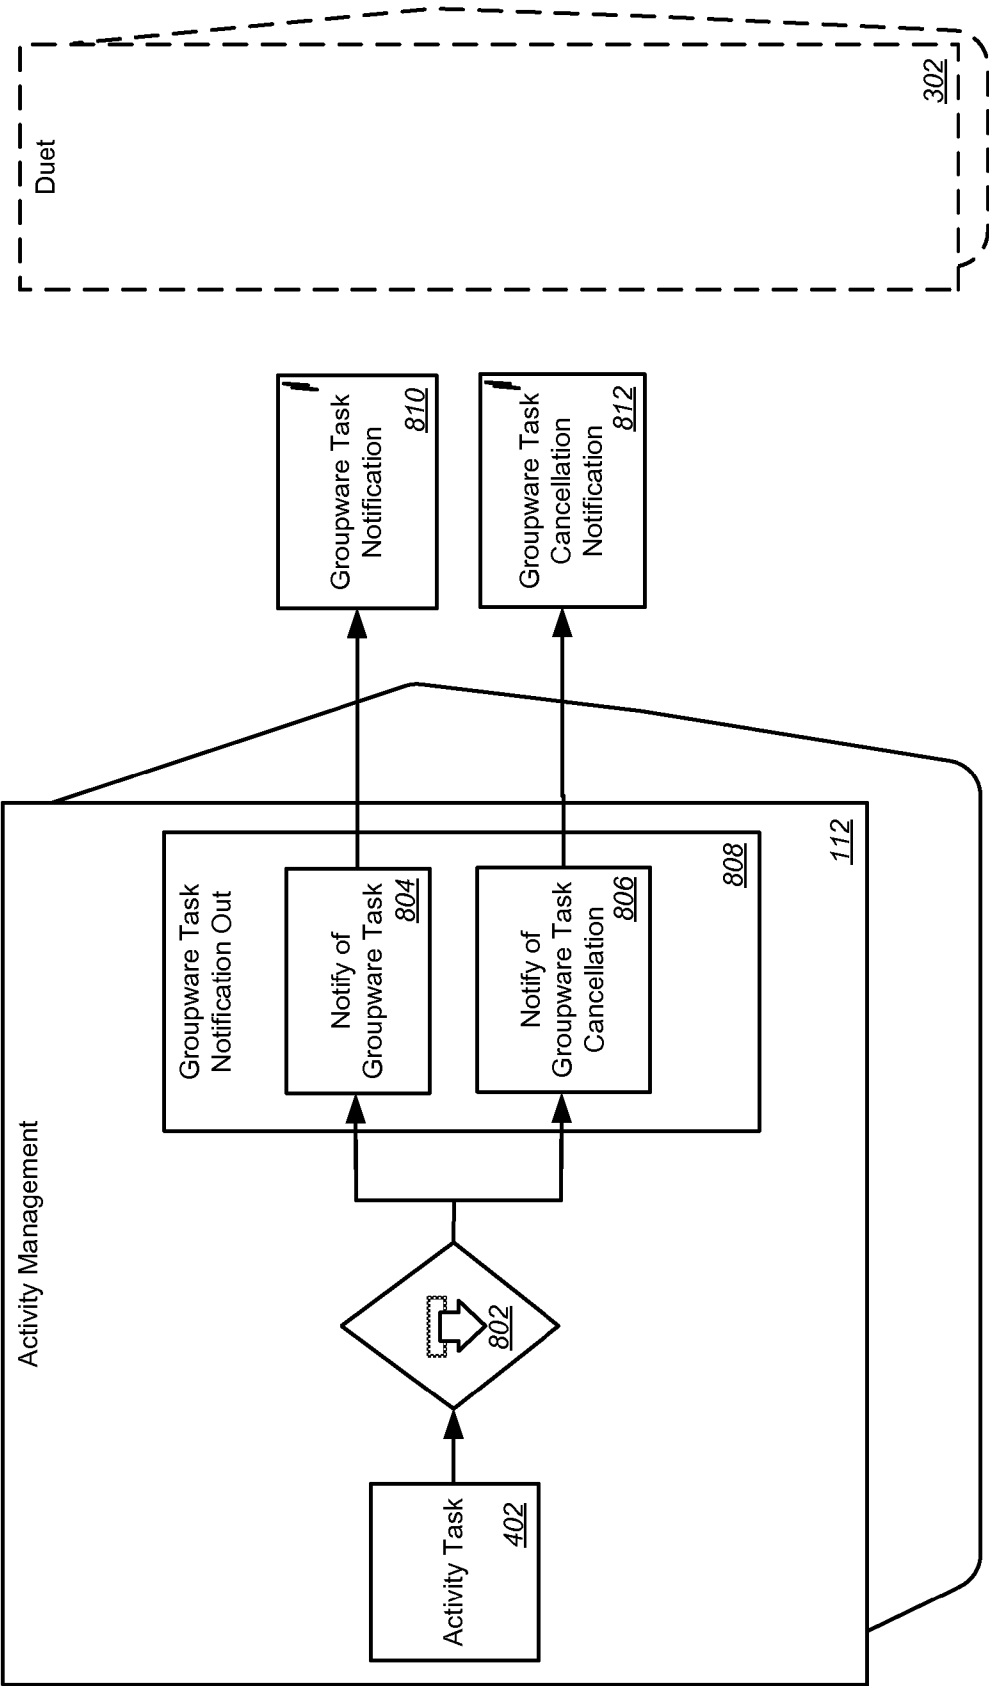 Activity Management
Activity Task
402
802
Groupware Task
Notification Out
Notify of
Groupware Task
804
Notify of
Groupware Task
Cancellation
806
808
112
Groupware Task
Notification
810
Groupware Task
Cancellation
Notification
812
Duet
302